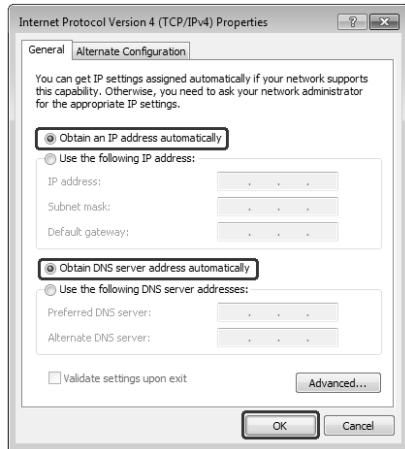 Internet Protocol Version 4 (TCP/IPv4) Properties
General
Alternate Configuration
You can get IP settings assigned automatically if your network supports
this capability. Otherwise, you need to ask your network administrator
for the appropriate IP settings.
Obtain an IP address automatically
Use the following IP address:
IP address:
Subnet mask:
Default gateway:
Obtain DNS server address automatically
Use the following DNS server addresses:
Preferred DNS server:
Alternate DNS server:
Validate settings upon exit
Advanced...
OK
Cancel